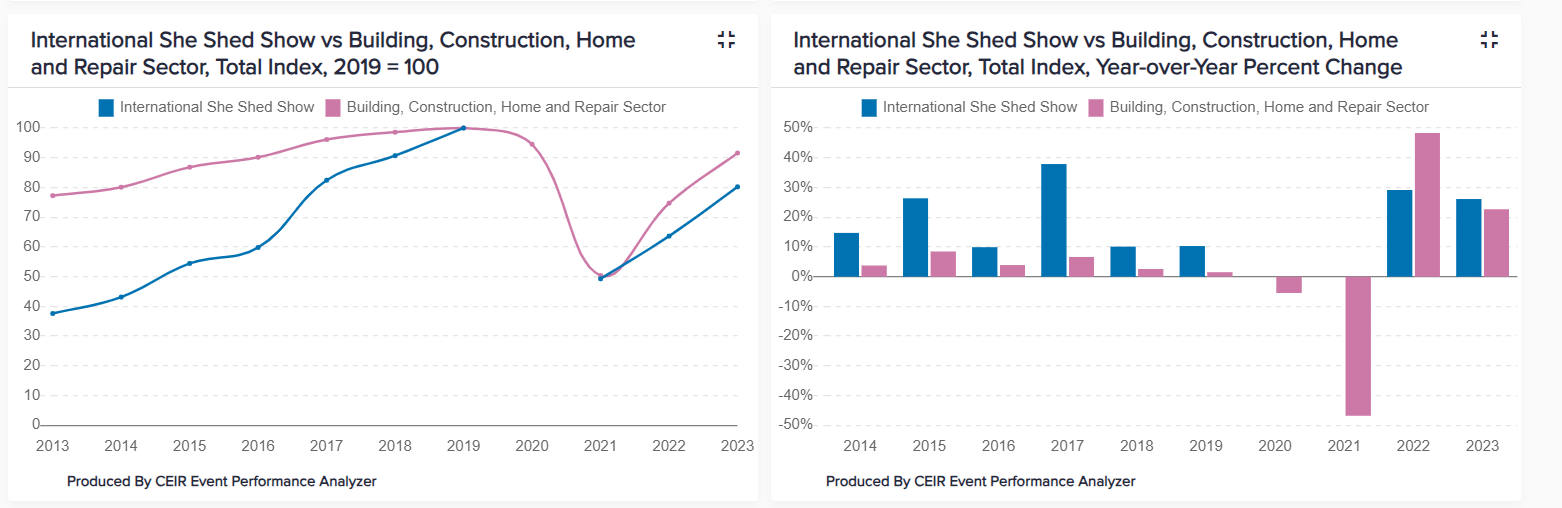 International She Shed Show vs Building, Construction, Home
and Repair Sector, Total Index, 2019 = 100
International She Shed Show
Building, Construction, Home and Repair Sector
100
90
80
70
60
50
40
30
20
10
0
2013 2014 2015 2016 2017 2018 2019 2020 2021 2022 2023
Produced By CEIR Event Performance Analyzer
International She Shed Show vs Building, Construction, Home
and Repair Sector, Total Index, Year-over-Year Percent Change
International She Shed Show
Building, Construction, Home and Repair Sector
50%
40%
30%
20%
10%
0%
-10%
-20%
-30%
-40%
-50%
2014 2015 2016 2017 2018 2019 2020 2021 2022 2023
Produced By CEIR Event Performance Analyzer